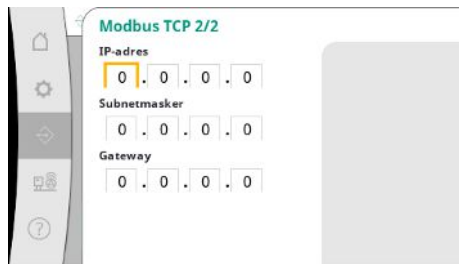 Modbus TCP 2/2
IP-adres
0 . 0 . 0 . 0
Subnetmasker
0 . 0 . 0 . 0
Gateway
0 . 0 . 0 . 0
?